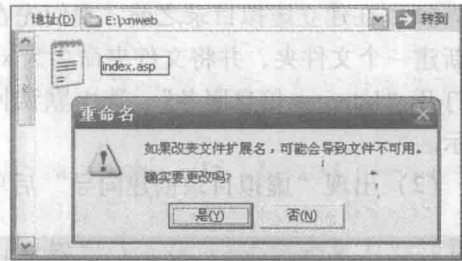 地址(D) E:\xnweb 转到
index.asp
重命名
如果改变文件扩展名，可能会导致文件不可用。
确实要更改吗?
是(Y) 否(N)